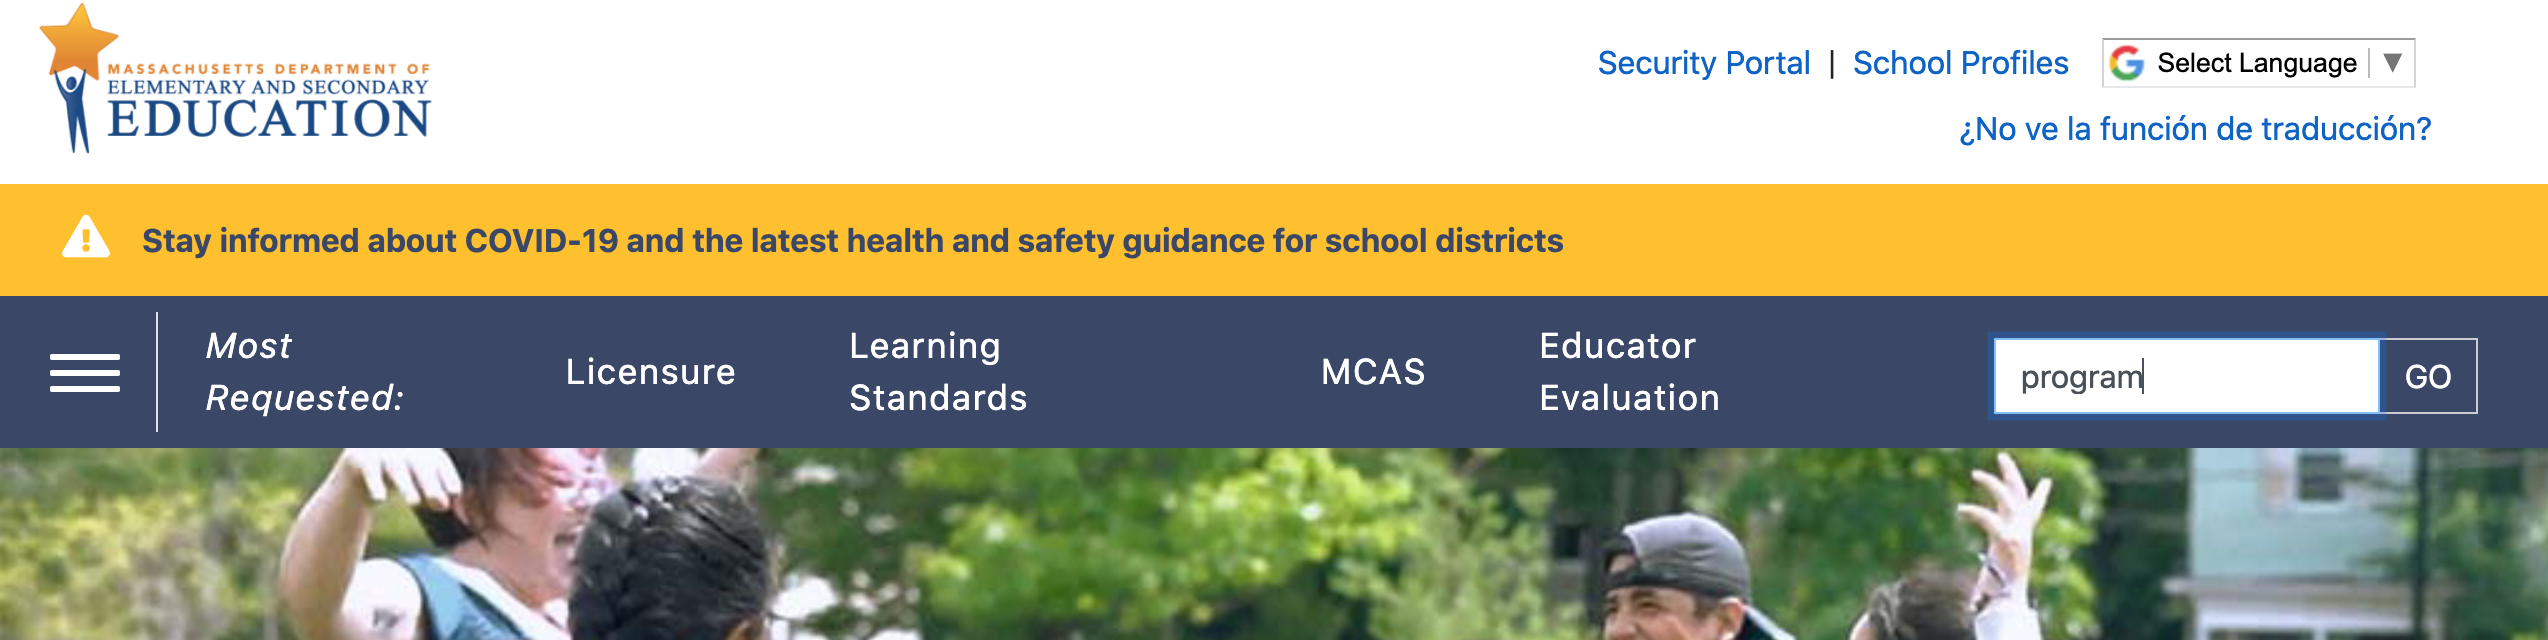 MASSACHUSETTS DEPARTMENT OF
ELEMENTARY AND SECONDARY
EDUCATION
Security Portal | School Profiles
Select Language ▼
¿No ve la función de traducción?
Stay informed about COVID-19 and the latest health and safety guidance for school districts
Most
Requested:
Licensure
Learning
Standards
MCAS
Educator
Evaluation
program
GO